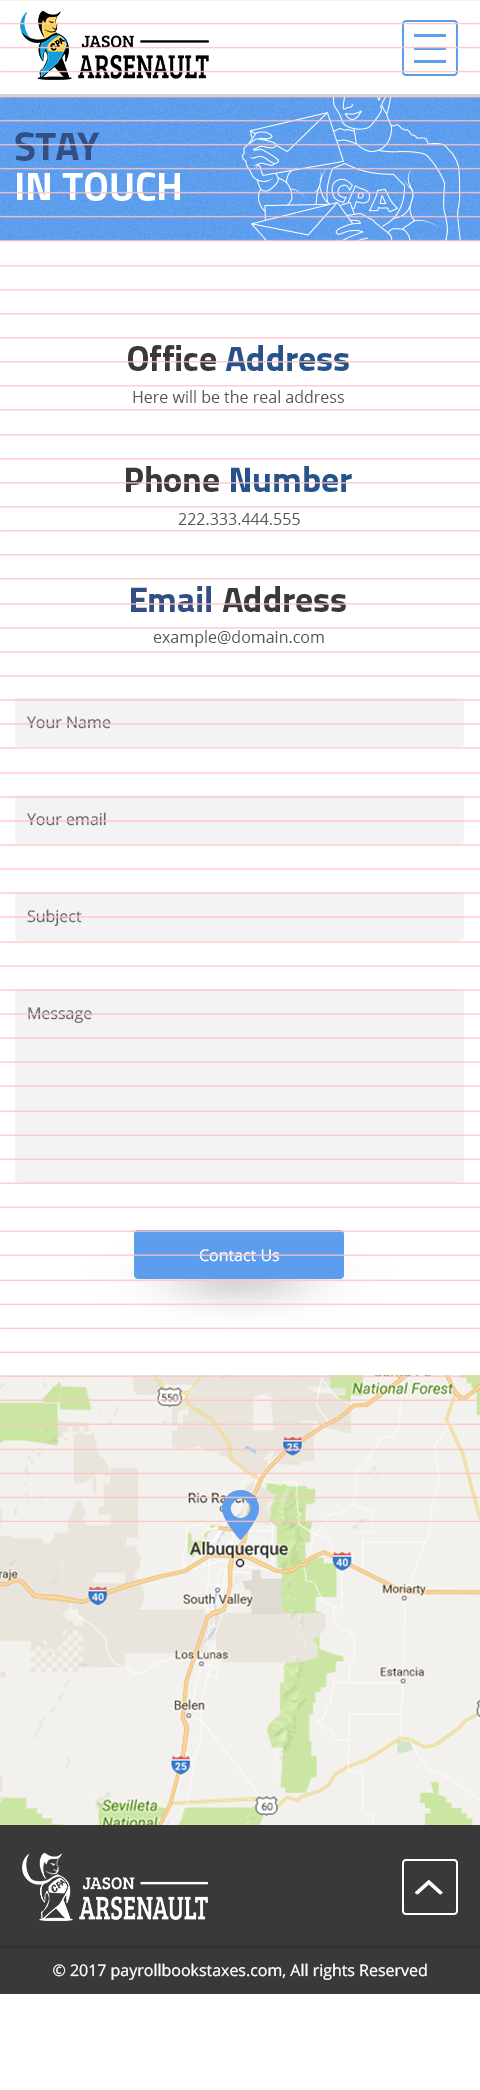 CPA
JASON
ARSENAULT
STAY
IN TOUCH
CPA
Office Address
Here will be the real address
Phone Number
222.333.444.555
Email Address
example@domain.com
Your Name
Your email
Subject
Message
Contact Us
550
National Forest
25
Rio
Albuquerque
40
40
Moriarty
South Valley
Los Lunas
Estancia
Belen
25
60
Sevilleta
National
CPA
JASON
ARSENAULT
© 2017 payrollbookstaxes.com, All rights Reserved